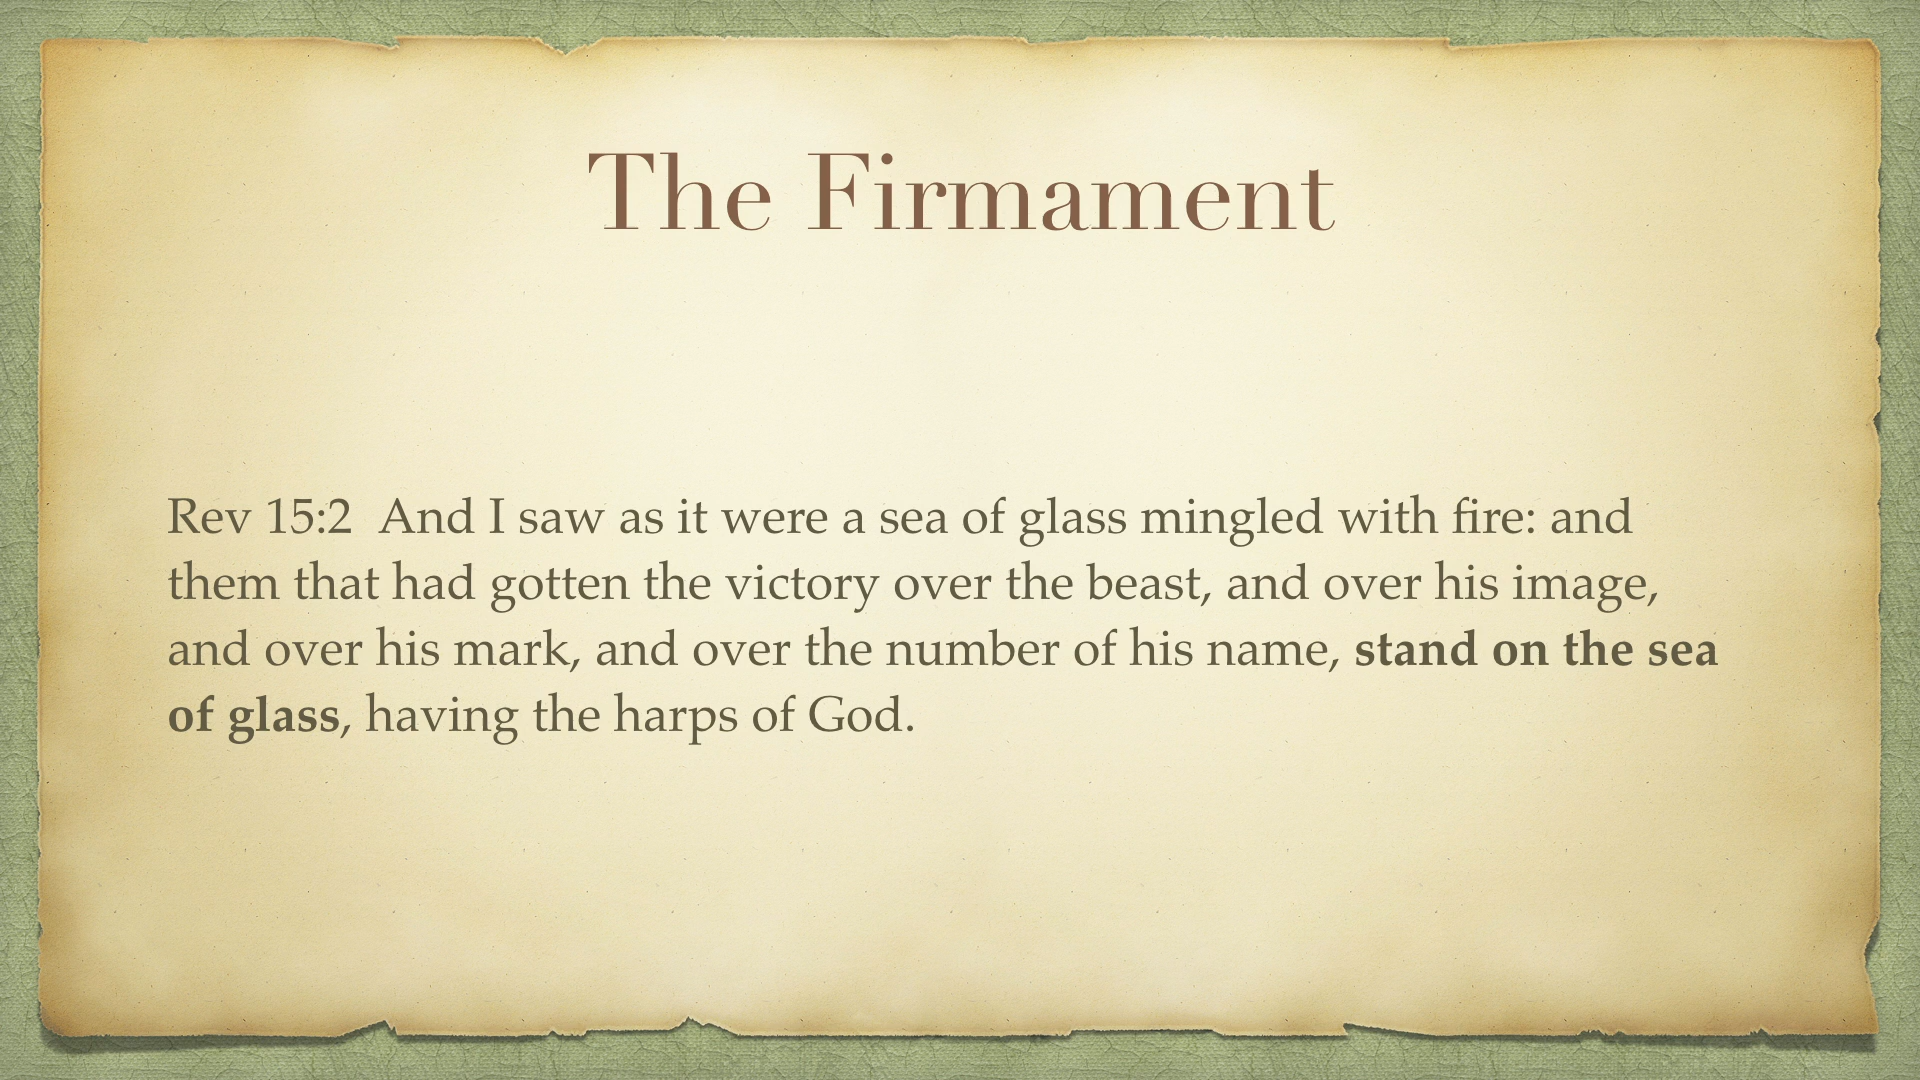 The Firmament
Rev 15:2  And I saw as it were a sea of glass mingled with fire: and
them that had gotten the victory over the beast, and over his image,
and over his mark, and over the number of his name, stand on the sea
of glass, having the harps of God.